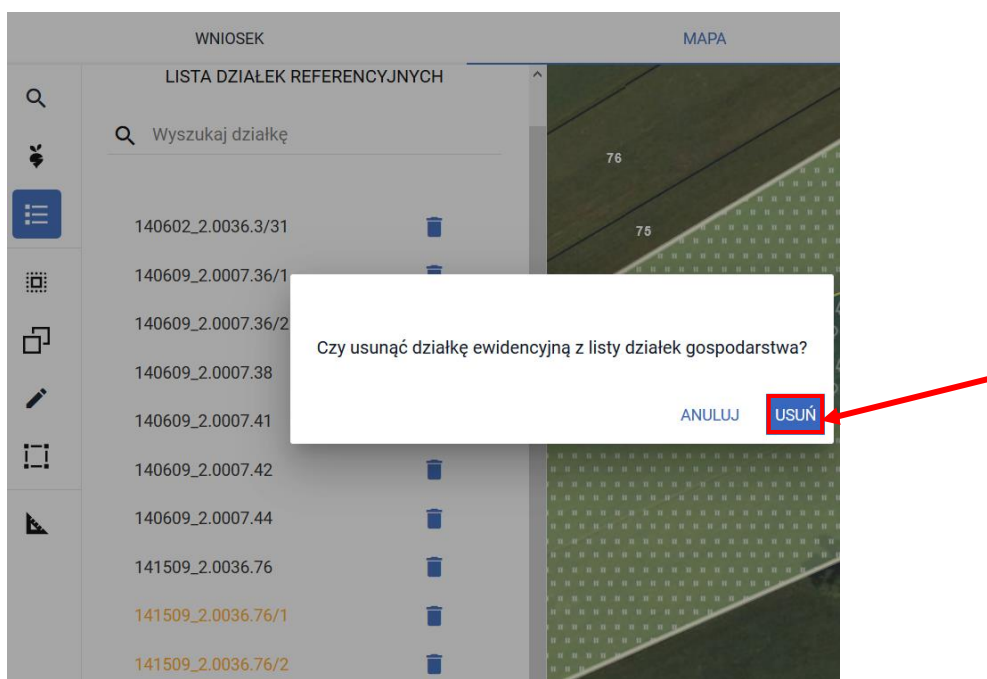 WNIOSEK
MAPA
LISTA DZIAŁEK REFERENCYJNYCH
Wyszukaj działkę
76
75
140602_2.0036.3/31
140609_2.0007.36/1
140609_2.0007.36/2
140609_2.0007.38
140609_2.0007.41
140609_2.0007.42
140609_2.0007.44
141509_2.0036.76
141509_2.0036.76/1
141509_2.0036.76/2
Czy usunąć działkę ewidencyjną z listy działek gospodarstwa?
ANULUJ
USUŃ